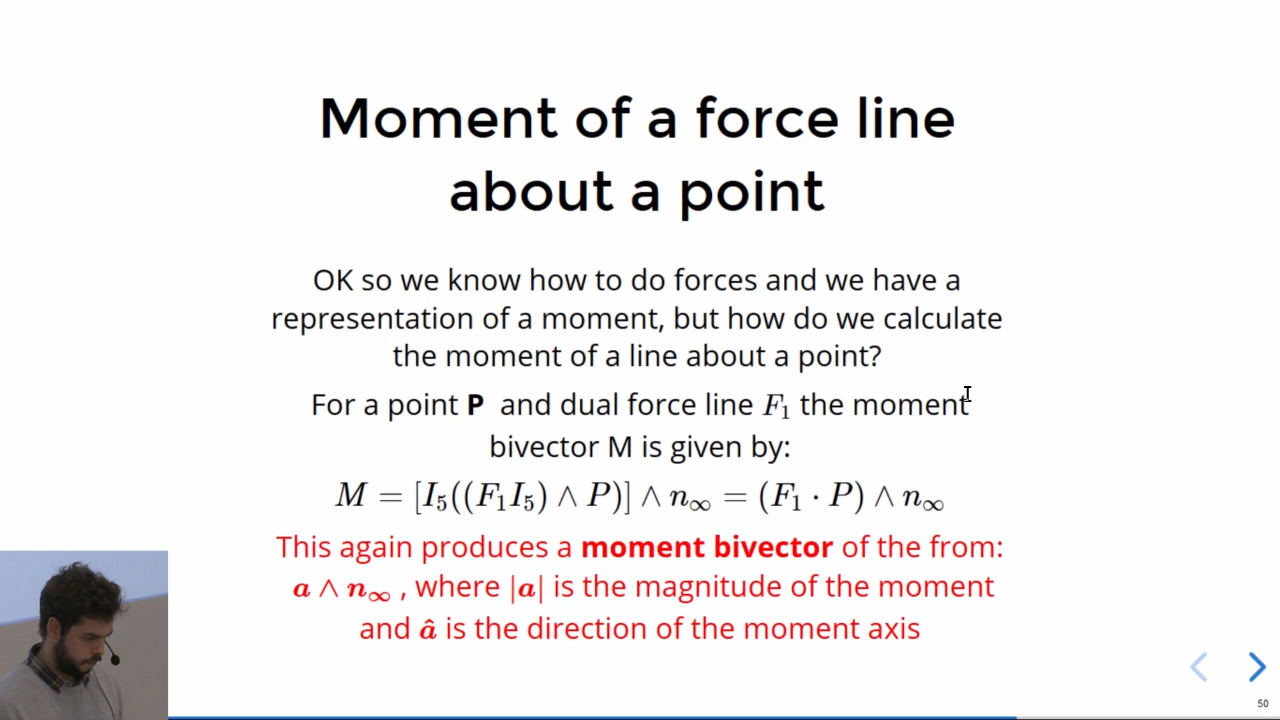 Moment of a force line
about a point
OK so we know how to do forces and we have a
representation of a moment, but how do we calculate
the moment of a line about a point?
For a point P and dual force line F₁ the moment
bivector M is given by:
M = [I₅((F₁I₅) ∧ P)] ∧ n∞ = (F₁ · P) ∧ n∞
This again produces a moment bivector of the from:
a ∧ n∞ , where |a| is the magnitude of the moment
and â is the direction of the moment axis
50